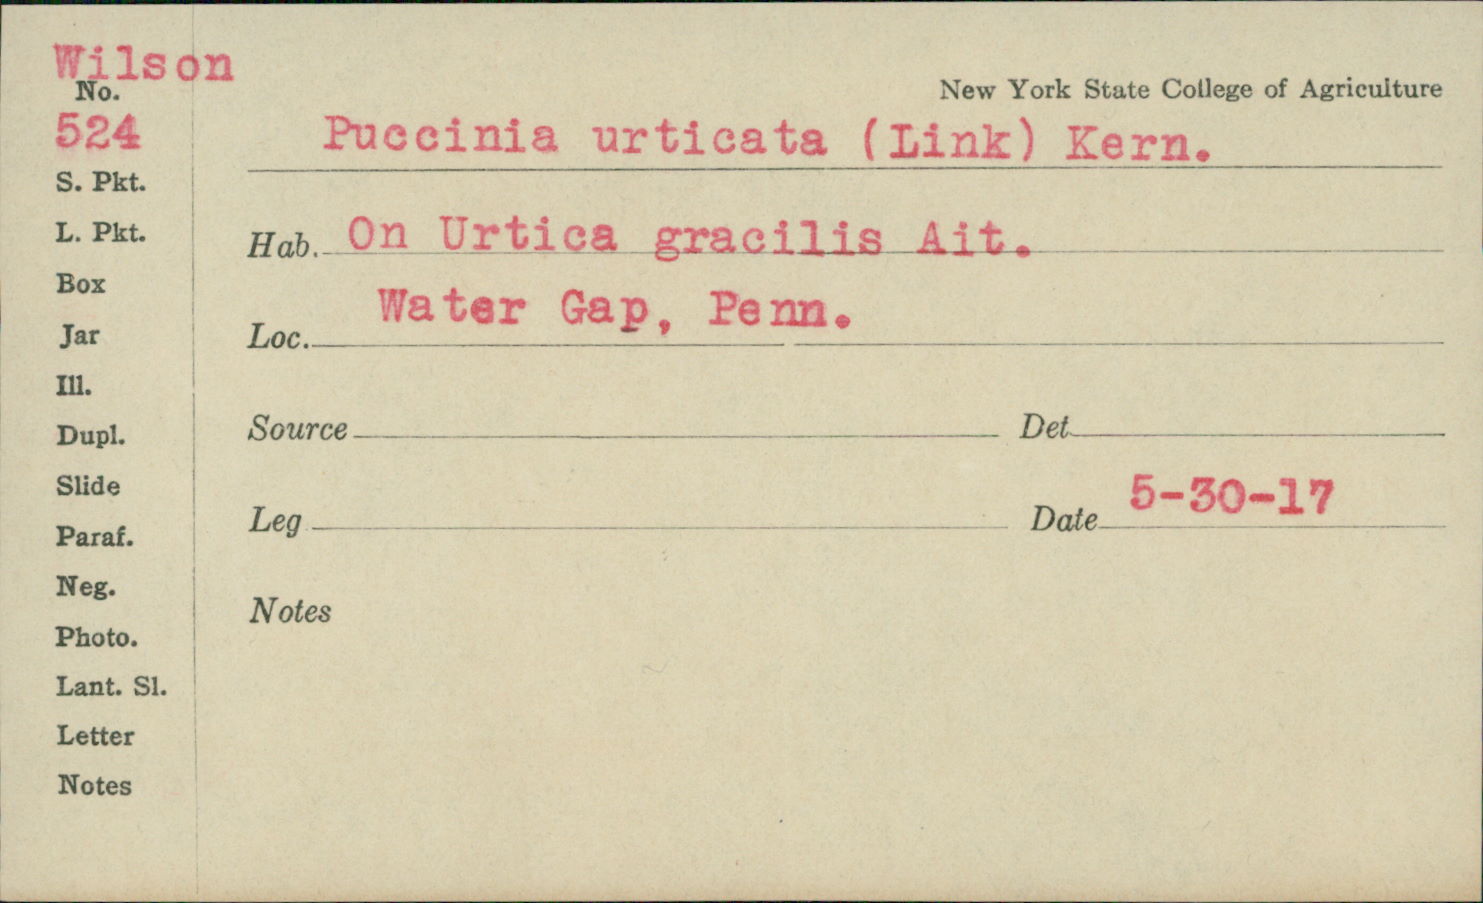 Wilson
No.
524
New York State College of Agriculture
Puccinia urticata (Link) Kern.
S. Pkt.
L. Pkt.
Hab. On Urtica gracilis Ait.
Box
Water Gap, Penn.
Jar
Loc.
Ill.
Dupl.
Source
Det
Slide
5-30-17
Leg
Date
Paraf.
Neg.
Notes
Photo.
Lant. Sl.
Letter
Notes